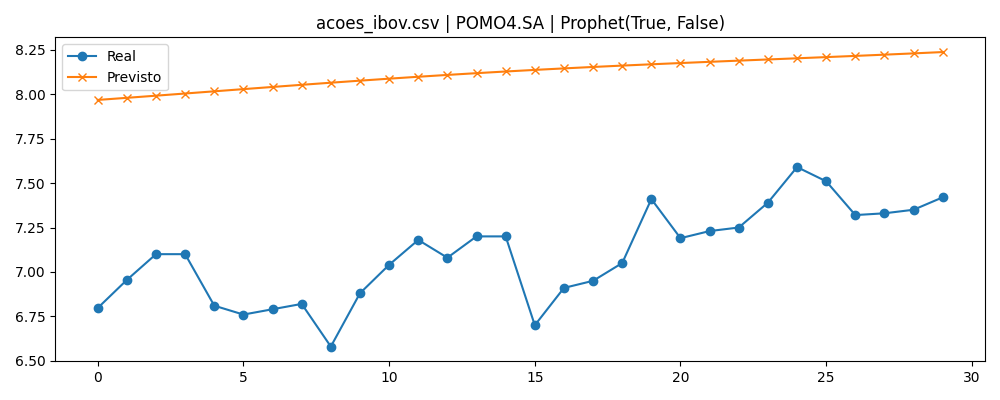 acoes_ibov.csv | POMO4.SA | Prophet(True, False)
Real
Previsto
8.25
8.00
7.75
7.50
7.25
7.00
6.75
6.50
0 5 10 15 20 25 30